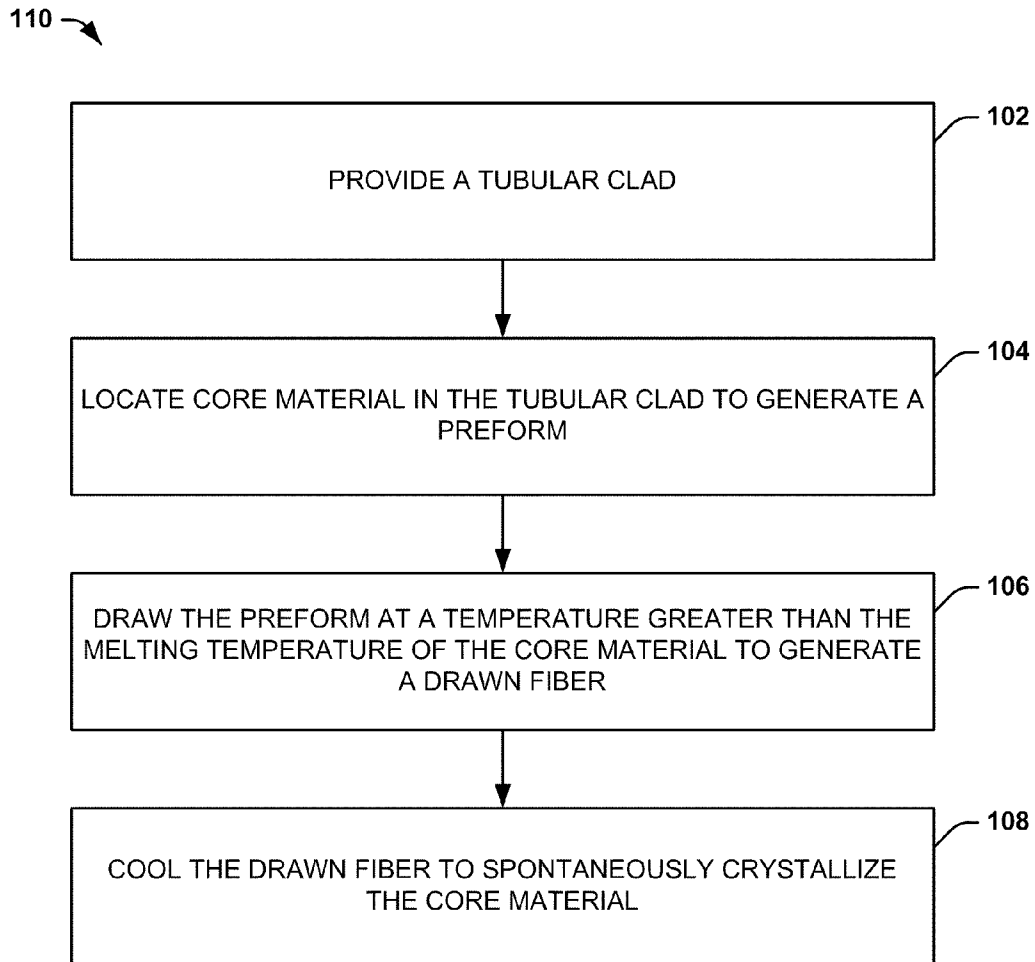 110
102
PROVIDE A TUBULAR CLAD
104
LOCATE CORE MATERIAL IN THE TUBULAR CLAD TO GENERATE A
PREFORM
106
DRAW THE PREFORM AT A TEMPERATURE GREATER THAN THE
MELTING TEMPERATURE OF THE CORE MATERIAL TO GENERATE
A DRAWN FIBER
108
COOL THE DRAWN FIBER TO SPONTANEOUSLY CRYSTALLIZE
THE CORE MATERIAL